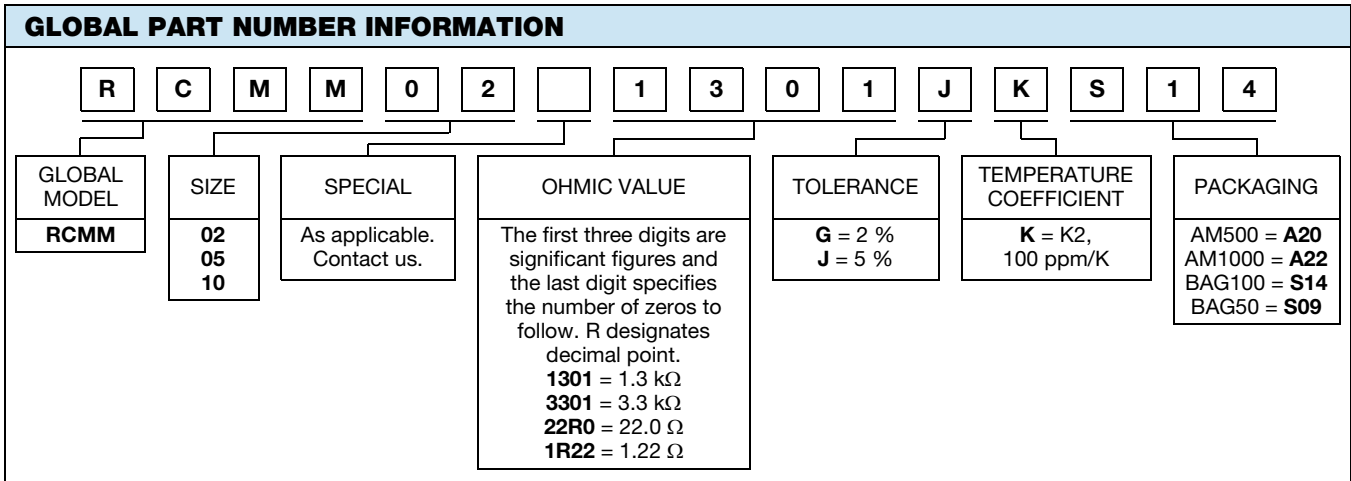 GLOBAL PART NUMBER INFORMATION
R C M M 0 2 1 3 0 1 J K S 1 4
GLOBAL
MODEL
RCMM
SIZE
02
05
10
SPECIAL
As applicable.
Contact us.
OHMIC VALUE
The first three digits are
significant figures and
the last digit specifies
the number of zeros to
follow. R designates
decimal point.
1301 = 1.3 kΩ
3301 = 3.3 kΩ
22R0 = 22.0 Ω
1R22 = 1.22 Ω
TOLERANCE
G = 2 %
J = 5 %
TEMPERATURE
COEFFICIENT
K = K2,
100 ppm/K
PACKAGING
AM500 = A20
AM1000 = A22
BAG100 = S14
BAG50 = S09